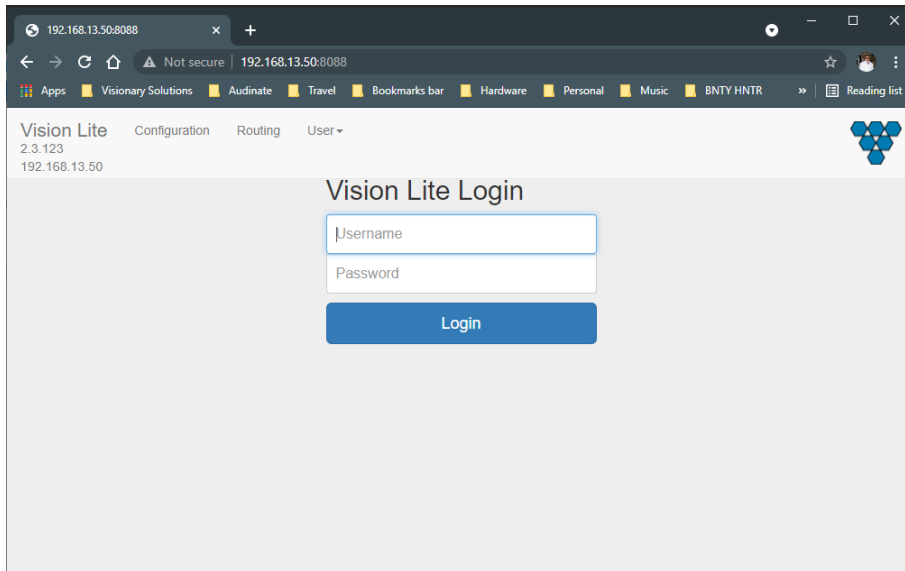 192.168.13.50:8088
Not secure 192.168.13.50:8088
Apps Visionary Solutions Audinate Travel Bookmarks bar Hardware Personal Music BNTY HNTR » Reading list
Vision Lite Configuration Routing User
2.3.123
192.168.13.50
Vision Lite Login
Username
Password
Login